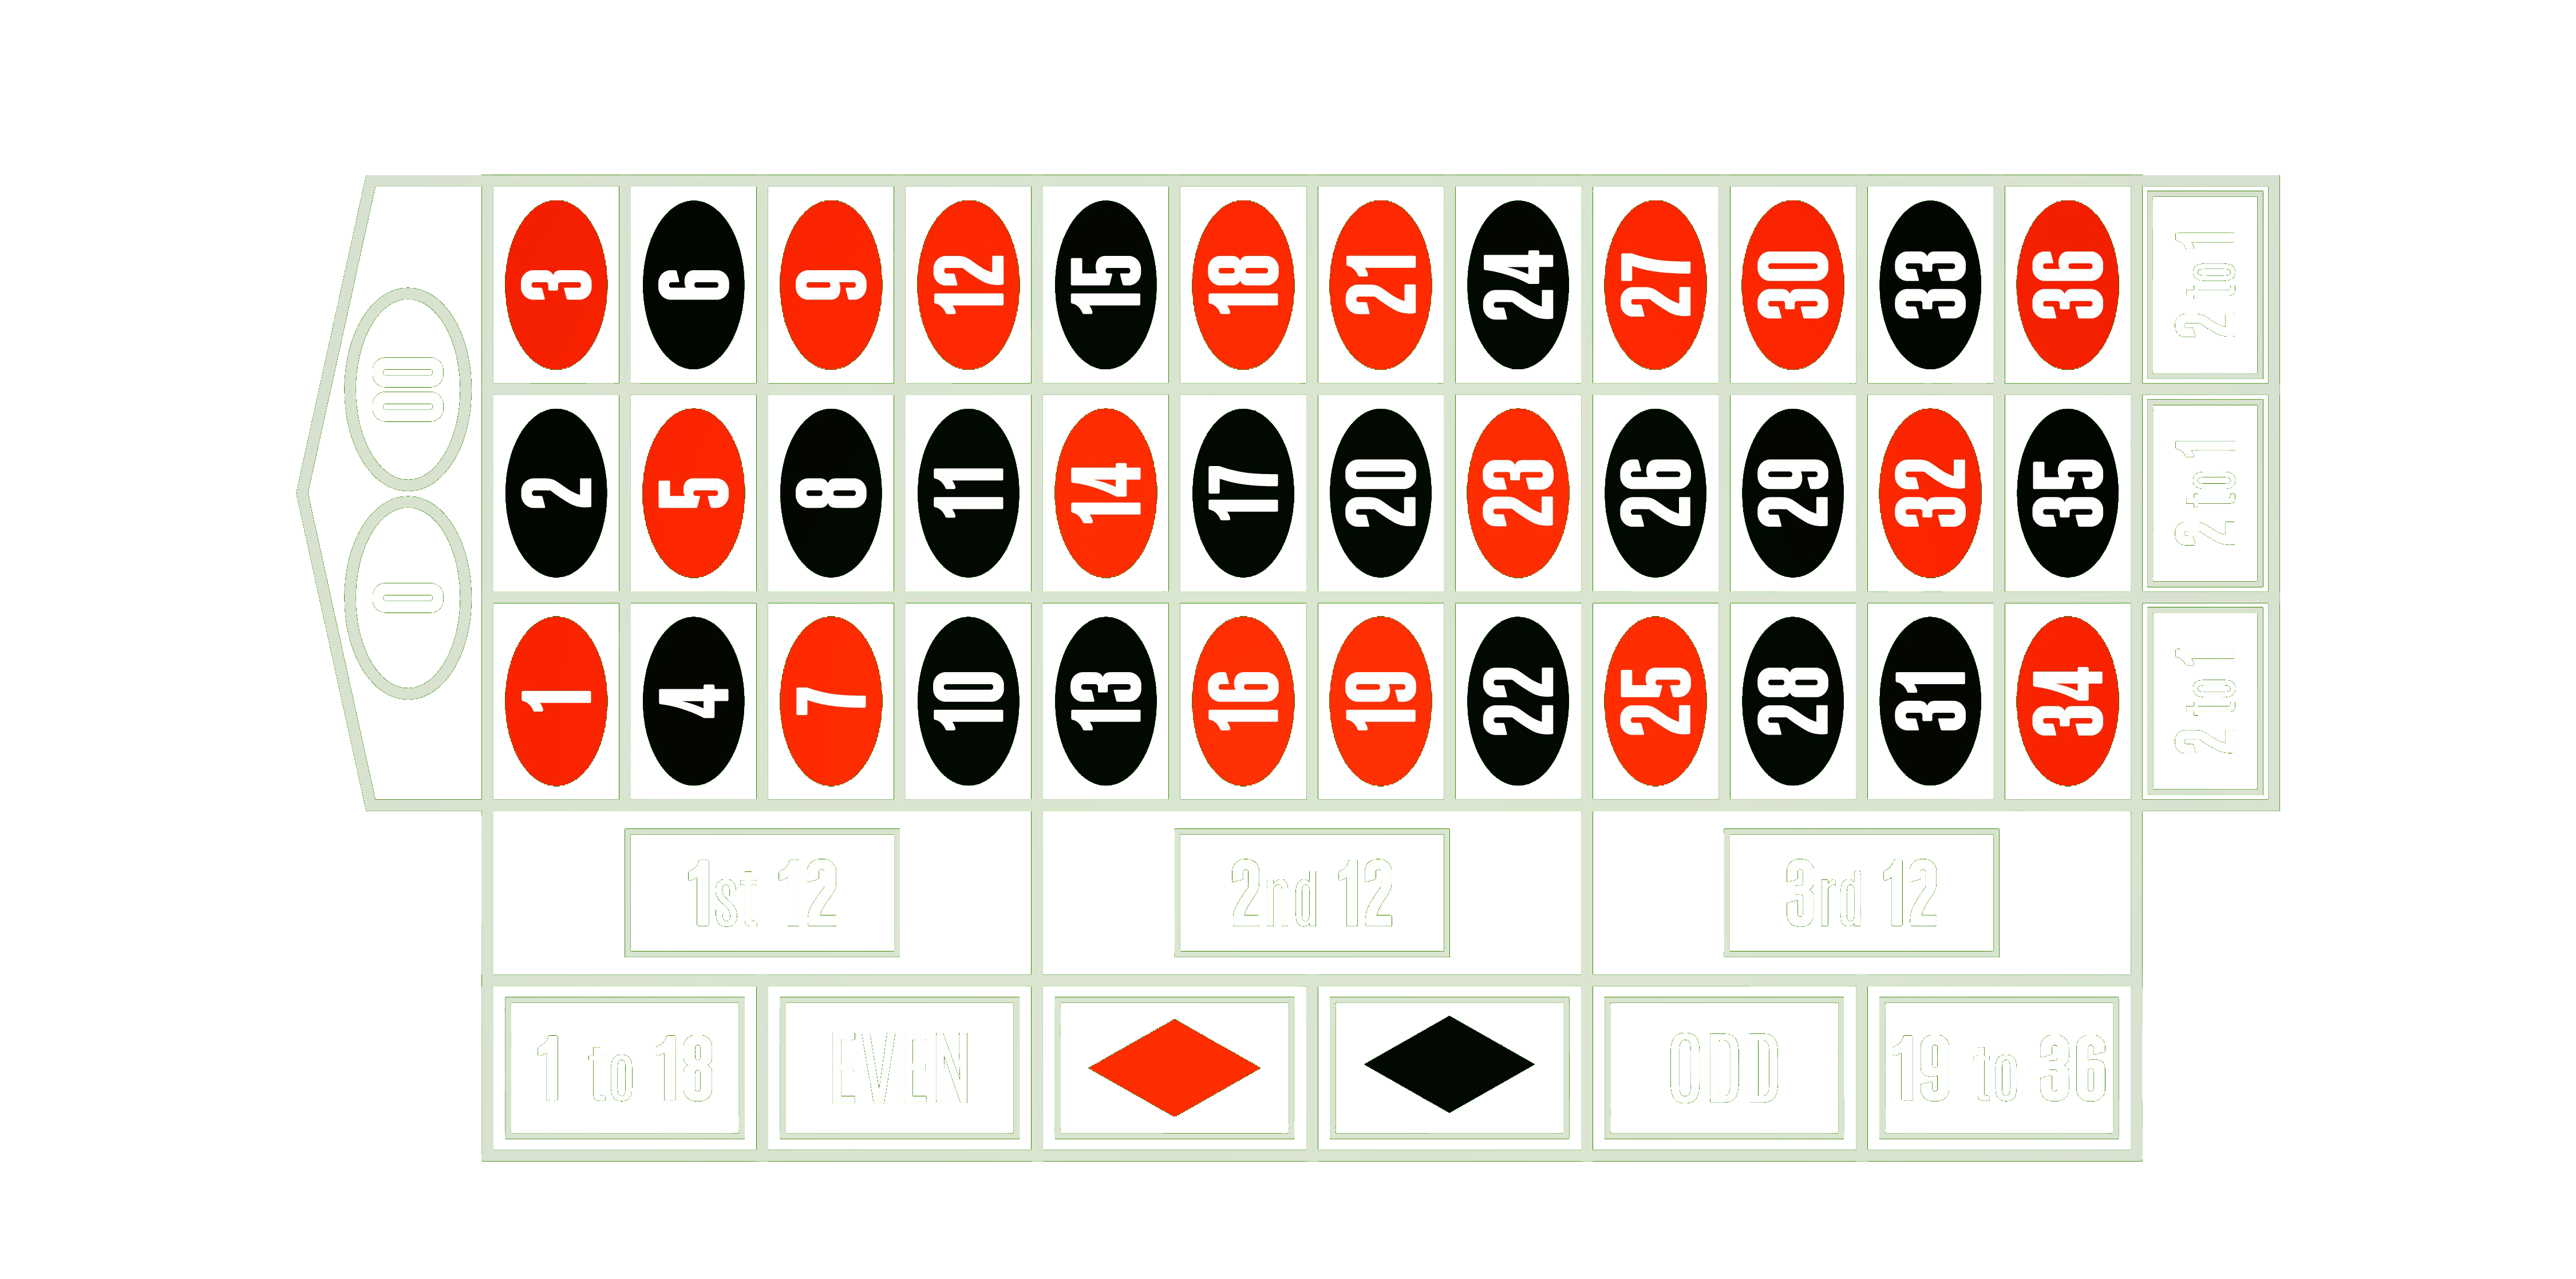 00
0
3 6 9 12 15 18 21 24 27 30 33 36 2 to 1
2 5 8 11 14 17 20 23 26 29 32 35 2 to 1
1 4 7 10 13 16 19 22 25 28 31 34 2 to 1
1st 12 2nd 12 3rd 12
1 to 18 EVEN ODD 19 to 36